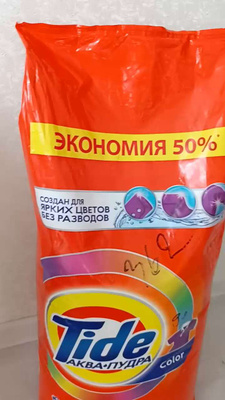 ЭКОНОМИЯ 50%*
СОЗДАН ДЛЯ
ЯРКИХ ЦВЕТОВ
БЕЗ РАЗВОДОВ
Tide
АКВА-ПУДРА
color